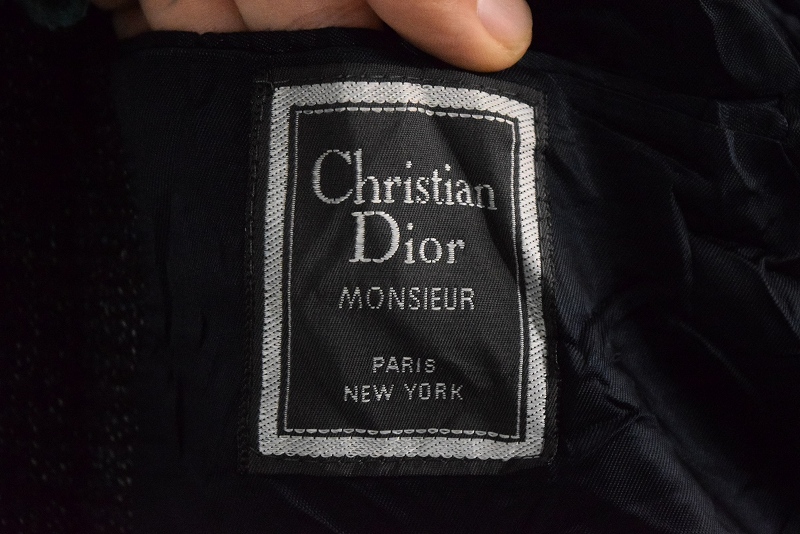 Christian
Dior
MONSIEUR
PARIS
NEW YORK